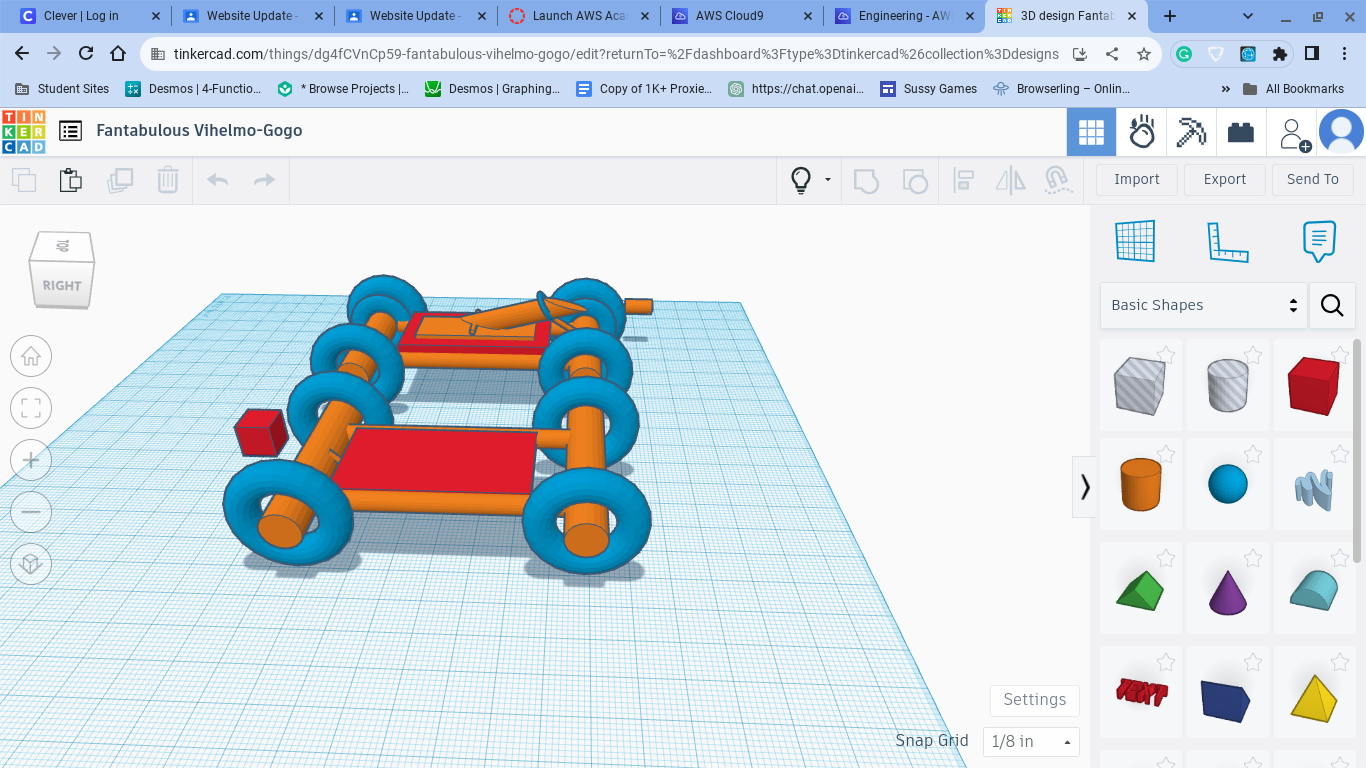 Clever | Log in
Website Update -
Website Update -
Launch AWS Aca
AWS Cloud9
Engineering - AW
3D design Fantab
tinkercad.com/things/dg4fCVnCp59-fantabulous-vihelmo-gogo/edit?returnTo=%2Fdashboard%3Ftype%3Dtinkercad%26collection%3Ddesigns
Student Sites
Desmos | 4-Functio...
* Browse Projects |...
Desmos | Graphing...
Copy of 1K+ Proxie...
https://chat.openai...
Sussy Games
Browserling – Onlin...
»
All Bookmarks
TIN
KER
CAD
Fantabulous Vihelmo-Gogo
Import
Export
Send To
RIGHT
Basic Shapes
TEXT
Settings
Snap Grid
1/8 in